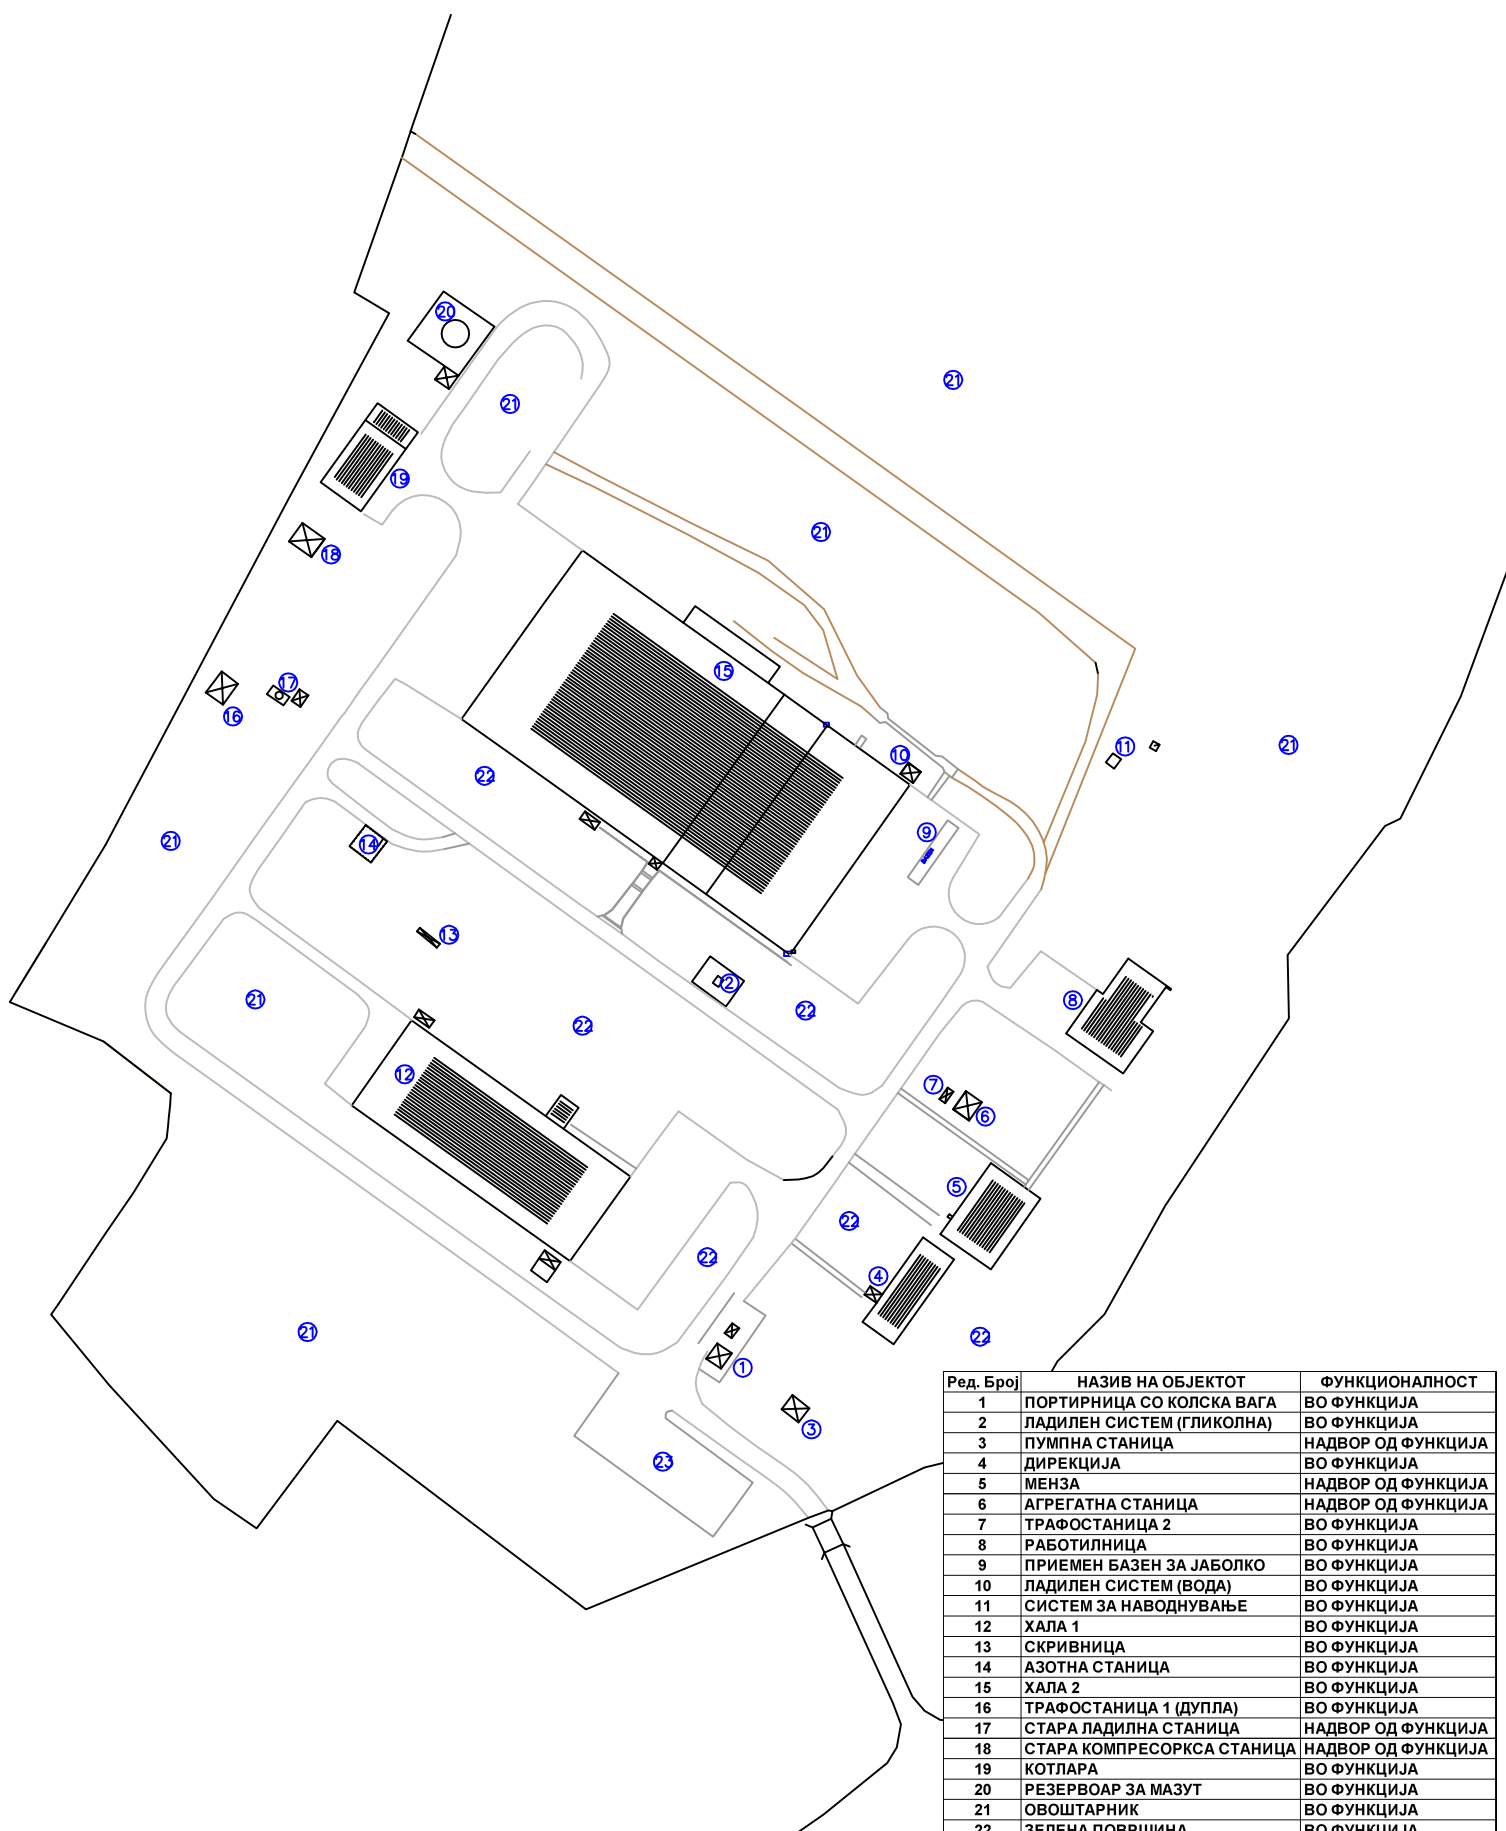 20
21
21
19
21
18
15
17
16
10
11
21
22
9
14
21
13
2
8
21
22
22
12
7
6
5
22
22
4
21
22
1
3
23
Ред. Број НАЗИВ НА ОБЈЕКТОТ ФУНКЦИОНАЛНОСТ
1 ПОРТИРНИЦА СО КОЛСКА ВАГА ВО ФУНКЦИЈА
2 ЛАДИЛЕН СИСТЕМ (ГЛИКОЛНА) ВО ФУНКЦИЈА
3 ПУМПНА СТАНИЦА НАДВОР ОД ФУНКЦИЈА
4 ДИРЕКЦИЈА ВО ФУНКЦИЈА
5 МЕНЗА НАДВОР ОД ФУНКЦИЈА
6 АГРЕГАТНА СТАНИЦА НАДВОР ОД ФУНКЦИЈА
7 ТРАФОСТАНИЦА 2 ВО ФУНКЦИЈА
8 РАБОТИЛНИЦА ВО ФУНКЦИЈА
9 ПРИЕМЕН БАЗЕН ЗА ЈАБОЛКО ВО ФУНКЦИЈА
10 ЛАДИЛЕН СИСТЕМ (ВОДА) ВО ФУНКЦИЈА
11 СИСТЕМ ЗА НАВОДНУВАЊЕ ВО ФУНКЦИЈА
12 ХАЛА 1 ВО ФУНКЦИЈА
13 СКРИВНИЦА ВО ФУНКЦИЈА
14 АЗОТНА СТАНИЦА ВО ФУНКЦИЈА
15 ХАЛА 2 ВО ФУНКЦИЈА
16 ТРАФОСТАНИЦА 1 (ДУПЛА) ВО ФУНКЦИЈА
17 СТАРА ЛАДИЛНА СТАНИЦА НАДВОР ОД ФУНКЦИЈА
18 СТАРА КОМПРЕСОРКСА СТАНИЦА НАДВОР ОД ФУНКЦИЈА
19 КОТЛАРА ВО ФУНКЦИЈА
20 РЕЗЕРВОАР ЗА МАЗУТ ВО ФУНКЦИЈА
21 ОВОШТАРНИК ВО ФУНКЦИЈА
22 ЗЕЛЕНА ПОВРШИНА ВО ФУНКЦИЈА